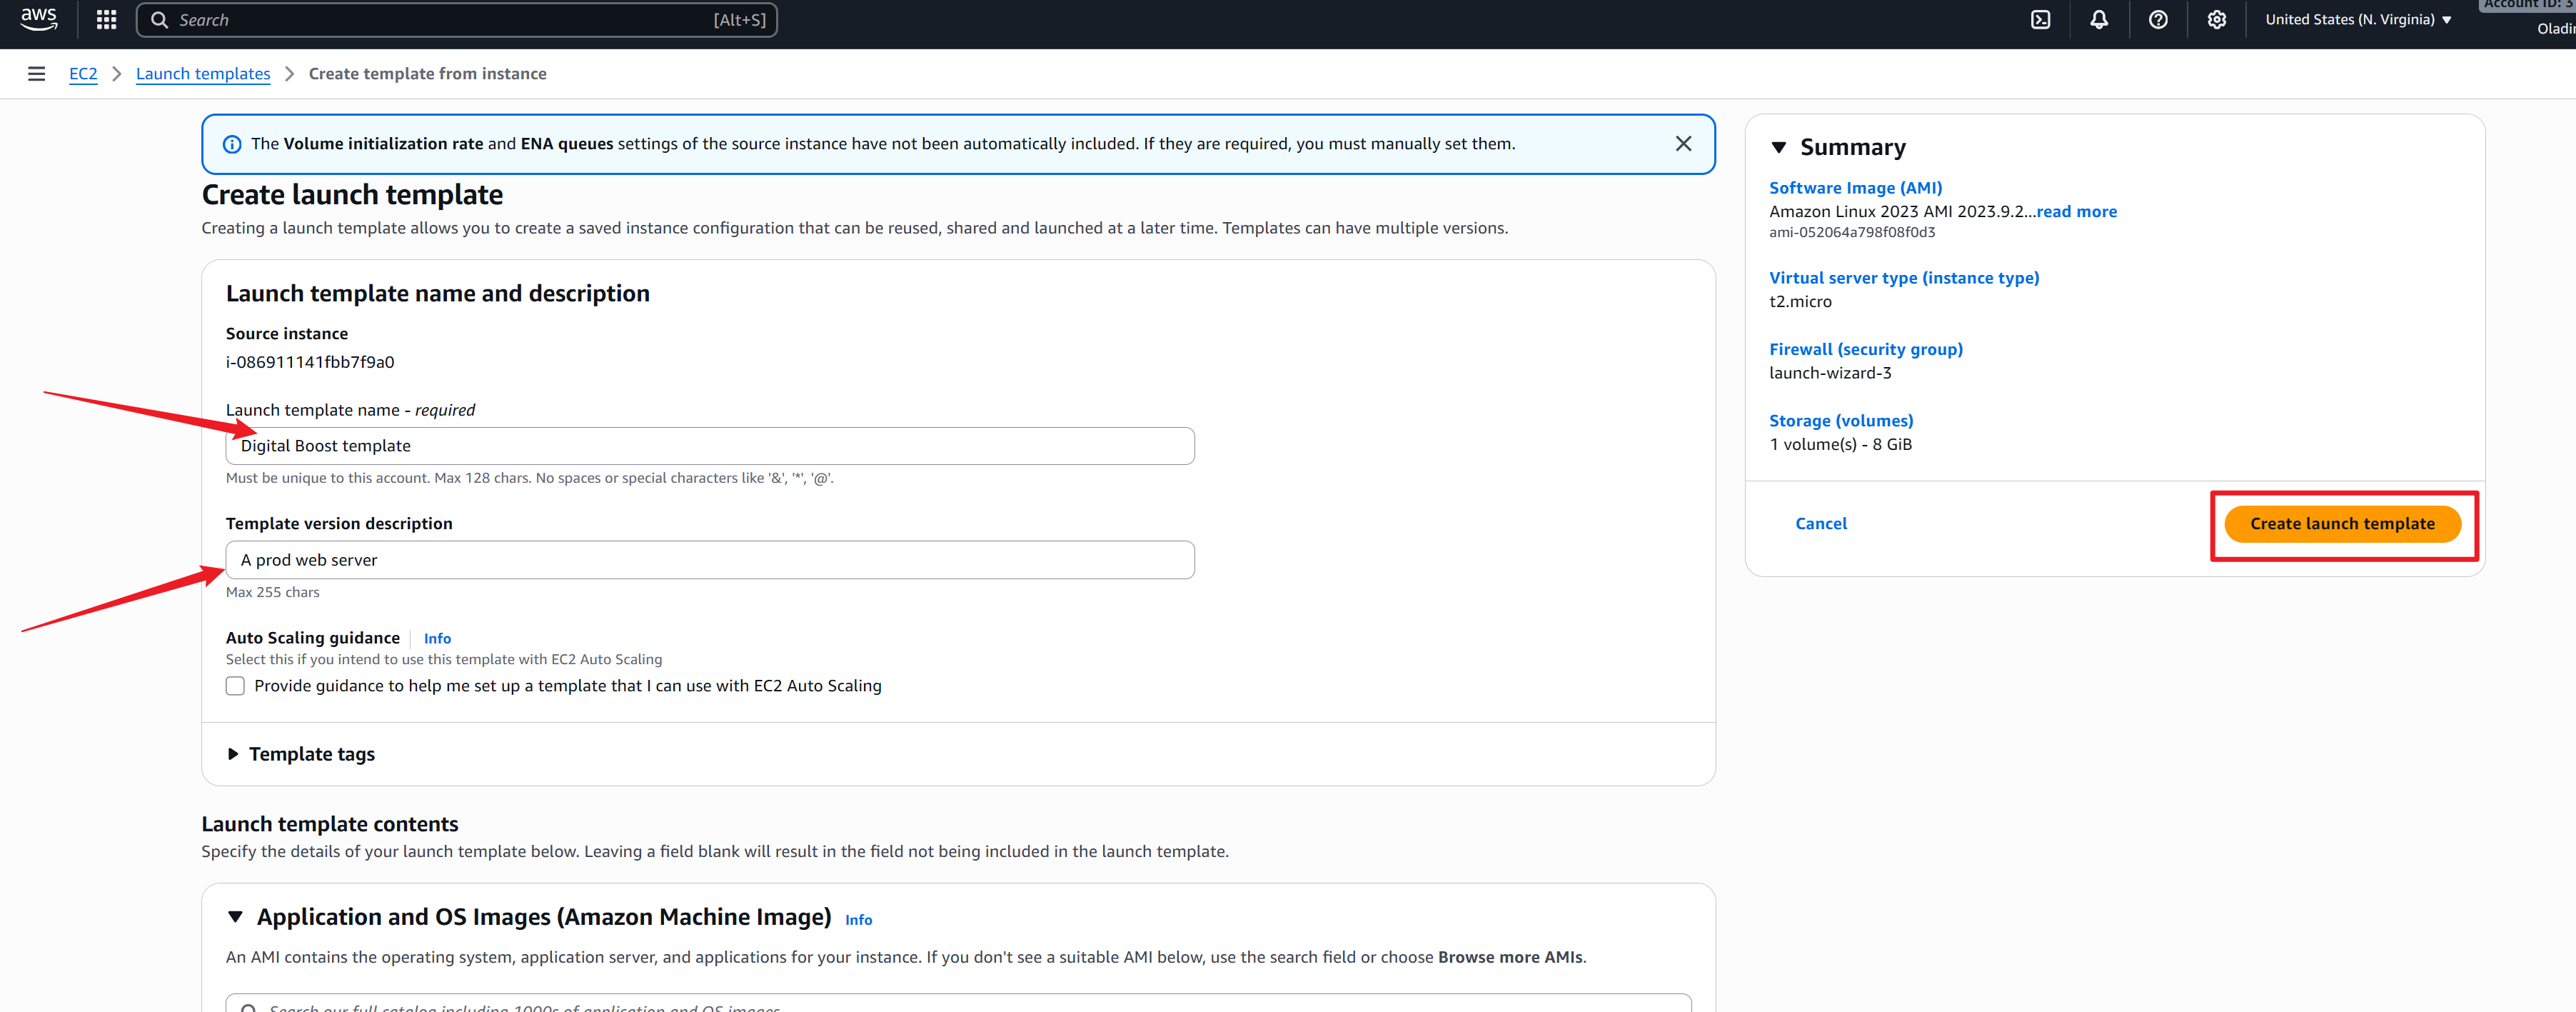 aws
Search
[Alt+S]
United States (N. Virginia)
Account ID: 3
EC2
Launch templates
Create template from instance
The Volume initialization rate and ENA queues settings of the source instance have not been automatically included. If they are required, you must manually set them.
Create launch template
Creating a launch template allows you to create a saved instance configuration that can be reused, shared and launched at a later time. Templates can have multiple versions.
Launch template name and description
Source instance
i-086911141fbb7f9a0
Launch template name - required
Digital Boost template
Must be unique to this account. Max 128 chars. No spaces or special characters like '&', '*', '@'.
Template version description
A prod web server
Max 255 chars
Auto Scaling guidance
Info
Select this if you intend to use this template with EC2 Auto Scaling
Provide guidance to help me set up a template that I can use with EC2 Auto Scaling
Template tags
Launch template contents
Specify the details of your launch template below. Leaving a field blank will result in the field not being included in the launch template.
Application and OS Images (Amazon Machine Image)
Info
An AMI contains the operating system, application server, and applications for your instance. If you don't see a suitable AMI below, use the search field or choose Browse more AMIs.
Search our full catalog including 1000s of application and OS images
Summary
Software Image (AMI)
Amazon Linux 2023 AMI 2023.9.2...read more
ami-052064a798f08f0d3
Virtual server type (instance type)
t2.micro
Firewall (security group)
launch-wizard-3
Storage (volumes)
1 volume(s) - 8 GiB
Cancel
Create launch template